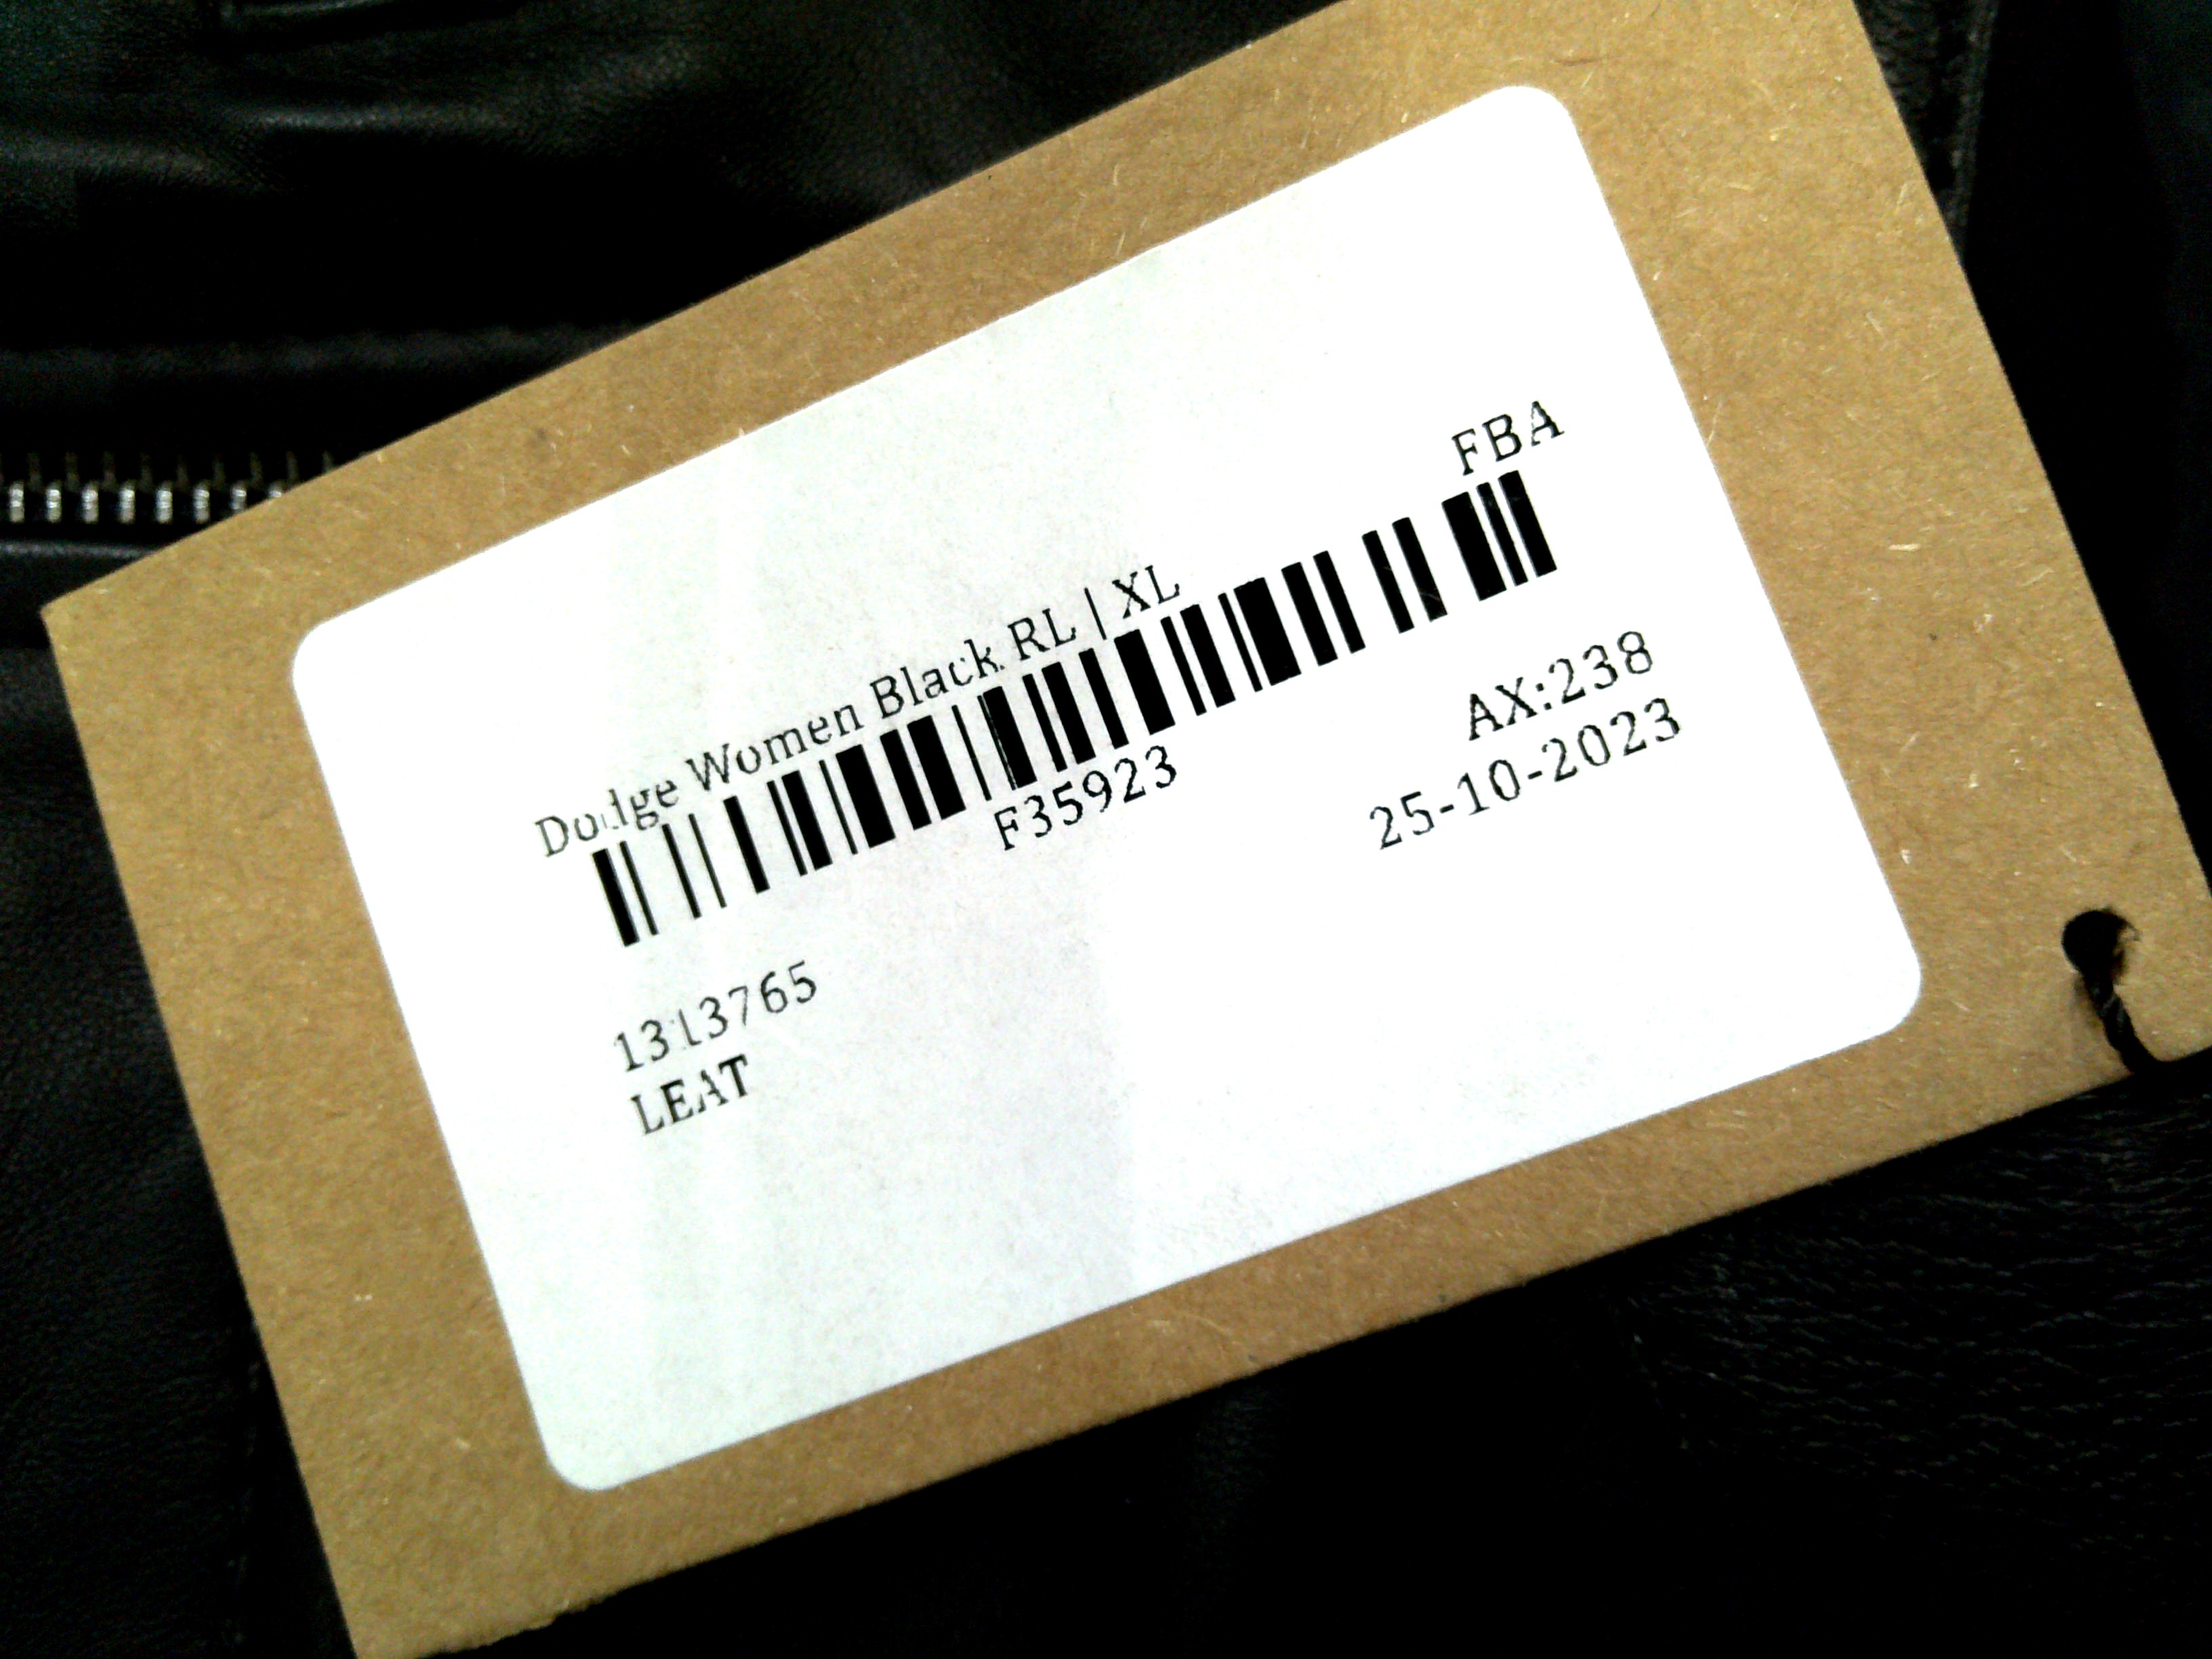 FBA
Dodge Women Black RL | XL
F35923
AX:238
25-10-2023
1313765
LEAT